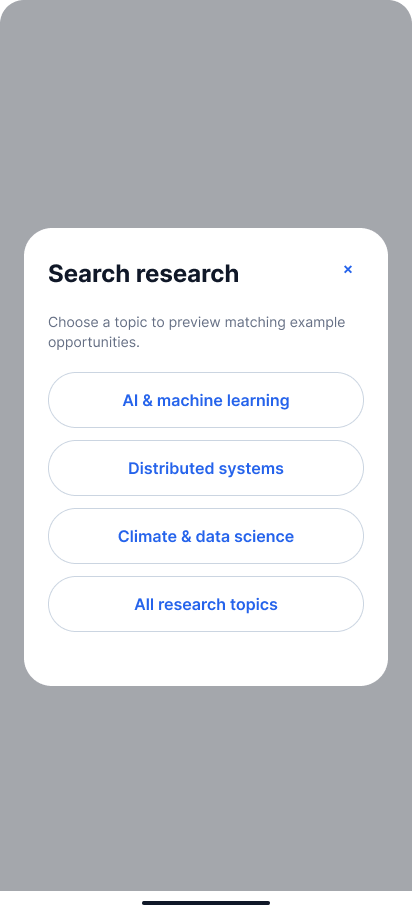 Search research
×
Choose a topic to preview matching example
opportunities.
AI & machine learning
Distributed systems
Climate & data science
All research topics